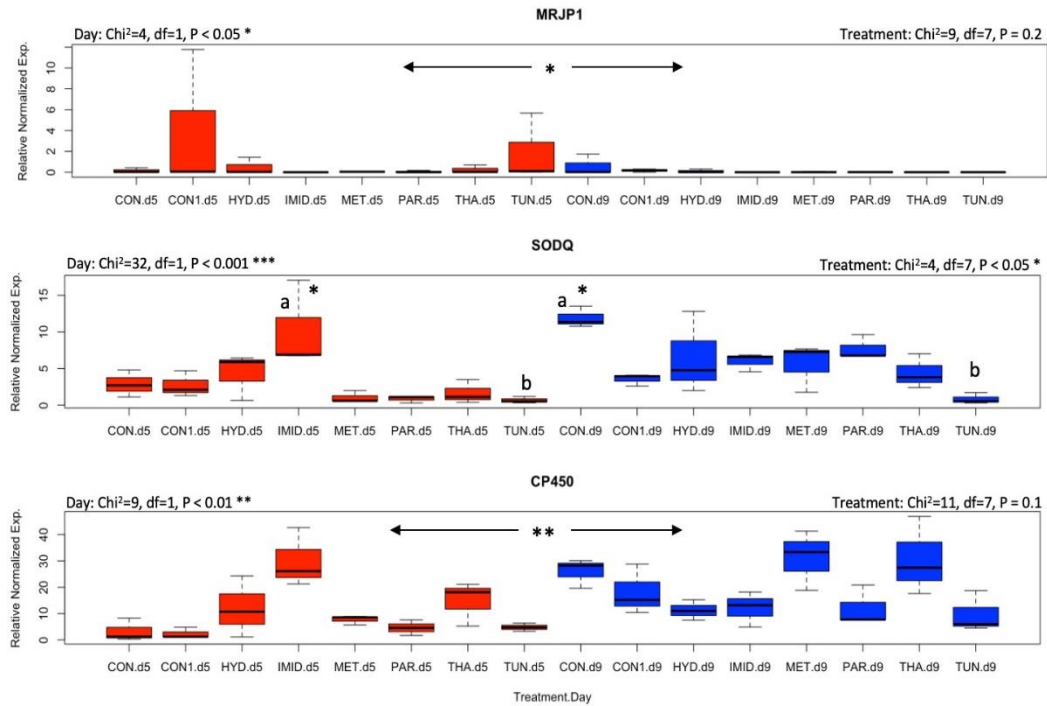 MRJP1
Day: Chi²=4, df=1, P < 0.05 * Treatment: Chi²=9, df=7, P = 0.2
Relative Normalized Exp.
10
8
6
4
2
0
*
CON.d5 CON1.d5 HYD.d5 IMID.d5 MET.d5 PAR.d5 THA.d5 TUN.d5 CON.d9 CON1.d9 HYD.d9 IMID.d9 MET.d9 PAR.d9 THA.d9 TUN.d9
SODQ
Day: Chi²=32, df=1, P < 0.001 *** Treatment: Chi²=4, df=7, P < 0.05 *
Relative Normalized Exp.
15
10
5
0
a * b a * b
CON.d5 CON1.d5 HYD.d5 IMID.d5 MET.d5 PAR.d5 THA.d5 TUN.d5 CON.d9 CON1.d9 HYD.d9 IMID.d9 MET.d9 PAR.d9 THA.d9 TUN.d9
CP450
Day: Chi²=9, df=1, P < 0.01 ** Treatment: Chi²=11, df=7, P = 0.1
Relative Normalized Exp.
40
30
20
10
0
**
CON.d5 CON1.d5 HYD.d5 IMID.d5 MET.d5 PAR.d5 THA.d5 TUN.d5 CON.d9 CON1.d9 HYD.d9 IMID.d9 MET.d9 PAR.d9 THA.d9 TUN.d9
Treatment.Day